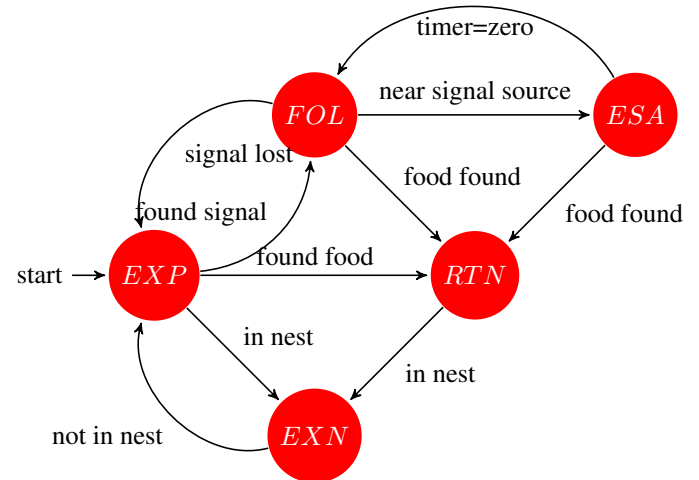 timer=zero
near signal source
FOL
ESA
signal lost
food found
found signal
food found
found food
start
EXP
RTN
in nest
in nest
not in nest
EXN